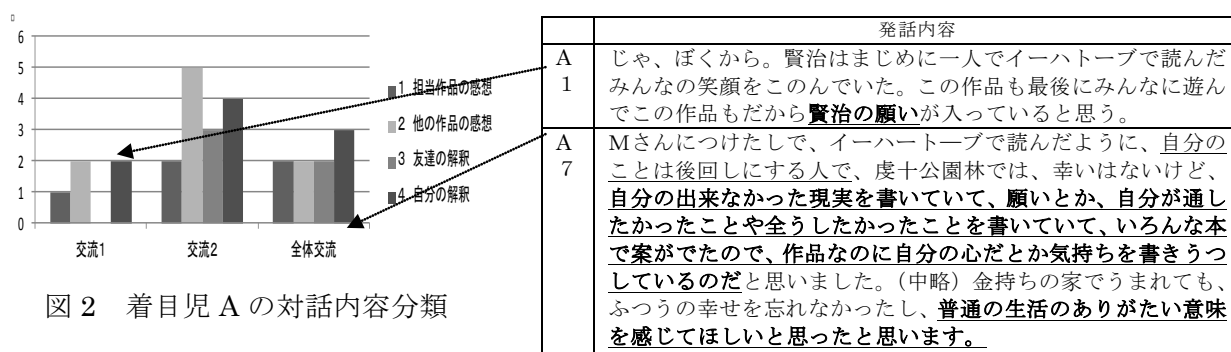 6
5
4
3
2
1
0
交流1 交流2 全体交流
1 担当作品の感想
2 他の作品の感想
3 友達の解釈
4 自分の解釈
図 2 着目児 A の対話内容分類
発話内容
A
1
じゃ、ぼくから。賢治はまじめに一人でイーハトーブで読んだ
みんなの笑顔をこのんでいた。この作品も最後にみんなに遊ん
でこの作品もだから賢治の願いが入っていると思う。
A
7
Mさんにつけたしで、イーハートーブで読んだように、自分の
ことは後回しにする人で、虔十公園林では、幸いはないけど、
自分の出来なかった現実を書いていて、願いとか、自分が通し
たかったことや全うしたかったことを書いていて、いろんな本
で案がでたので、作品なのに自分の心だとか気持ちを書きうつ
しているのだと思いました。（中略）金持ちの家でうまれても、
ふつうの幸せを忘れなかったし、普通の生活のありがたい意味
を感じてほしいと思ったと思います。